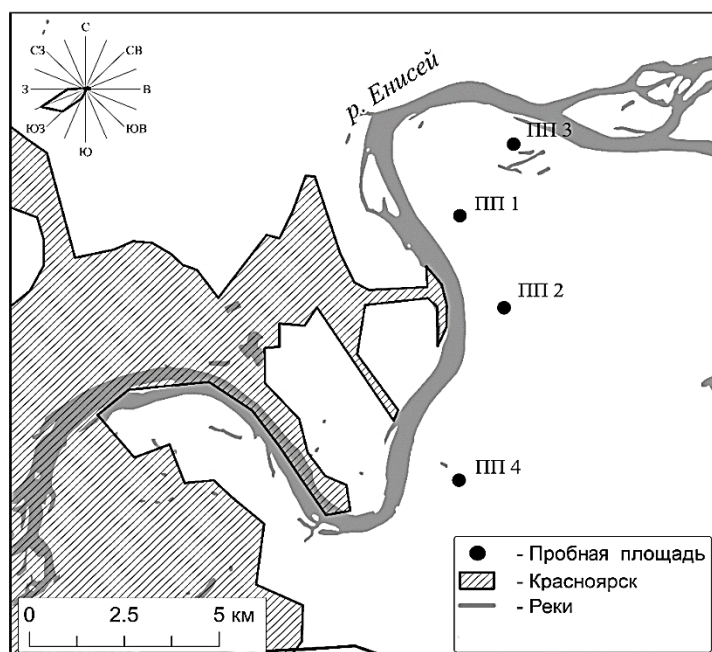 С
СЗ
СВ
З
В
ЮЗ
ЮВ
Ю
р. Енисей
ПП 3
ПП 1
ПП 2
ПП 4
- Пробная площадь
- Красноярск
- Реки
0 2.5 5 км